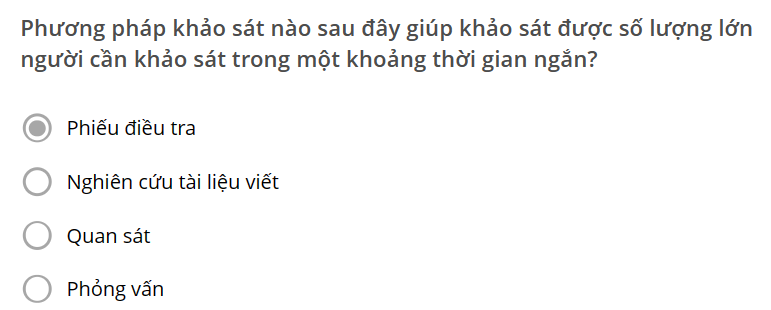 Phương pháp khảo sát nào sau đây giúp khảo sát được số lượng lớn
người cần khảo sát trong một khoảng thời gian ngắn?
Phiếu điều tra
Nghiên cứu tài liệu viết
Quan sát
Phỏng vấn